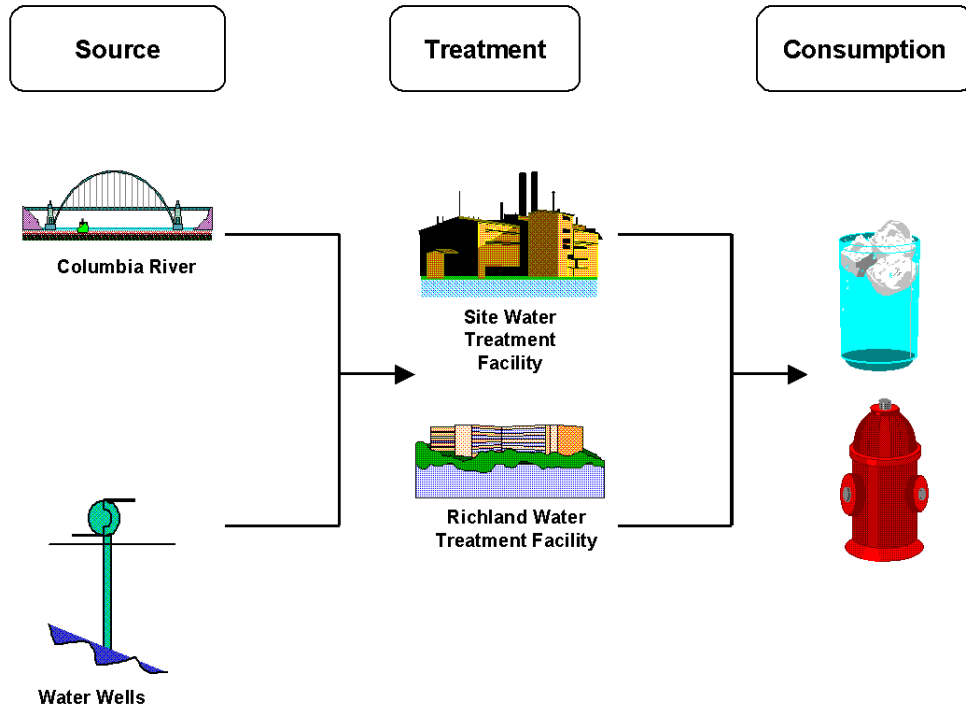 Source
Treatment
Consumption
Columbia River
Site Water
Treatment
Facility
Richland Water
Treatment Facility
Water Wells